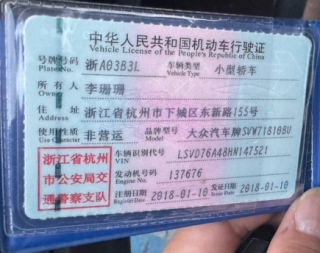 中华人民共和国机动车行驶证
Vehicle License of the People's Republic of China
号牌号码 浙A03B3L 车辆类型 小型轿车
Plate No. Vehicle Type
所有人 李珊珊
Owner
住址 浙江省杭州市下城区东新路155号
Address
使用性质 非营运 品牌型号 大众汽车牌SVW71810BU
Use Character Model
浙江省杭州市公安局交通警察支队
车辆识别代号 LSVD76A48HN147521
VIN
发动机号码 137676
Engine No.
注册日期 2018-01-10 发证日期 2018-01-10
Register Date Issue Date